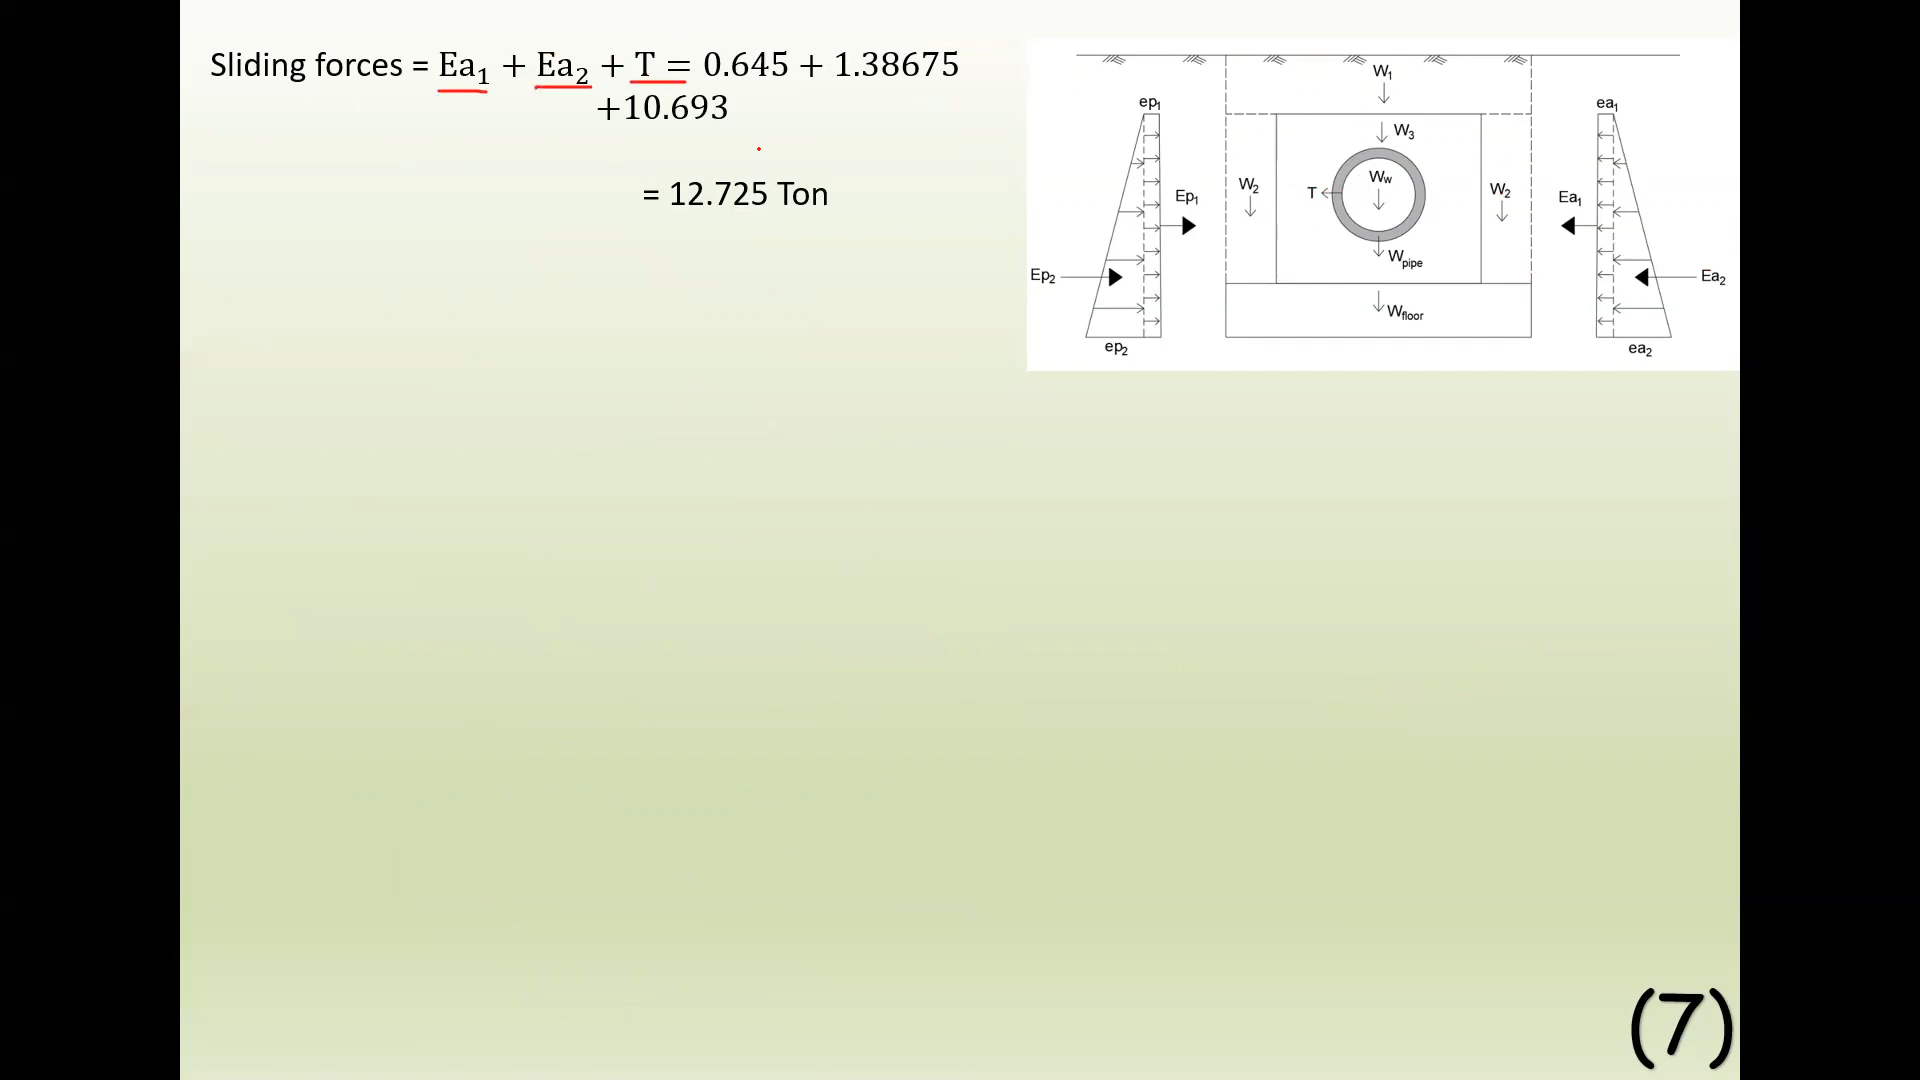 Sliding forces = Ea₁ + Ea₂ + T = 0.645 + 1.38675
+10.693
= 12.725 Ton
W₁
ep₁
ea₁
W₃
W₂
T
Ww
W₂
Ep₁
Ea₁
Wpipe
Ep₂
Ea₂
Wfloor
ep₂
ea₂
(7)